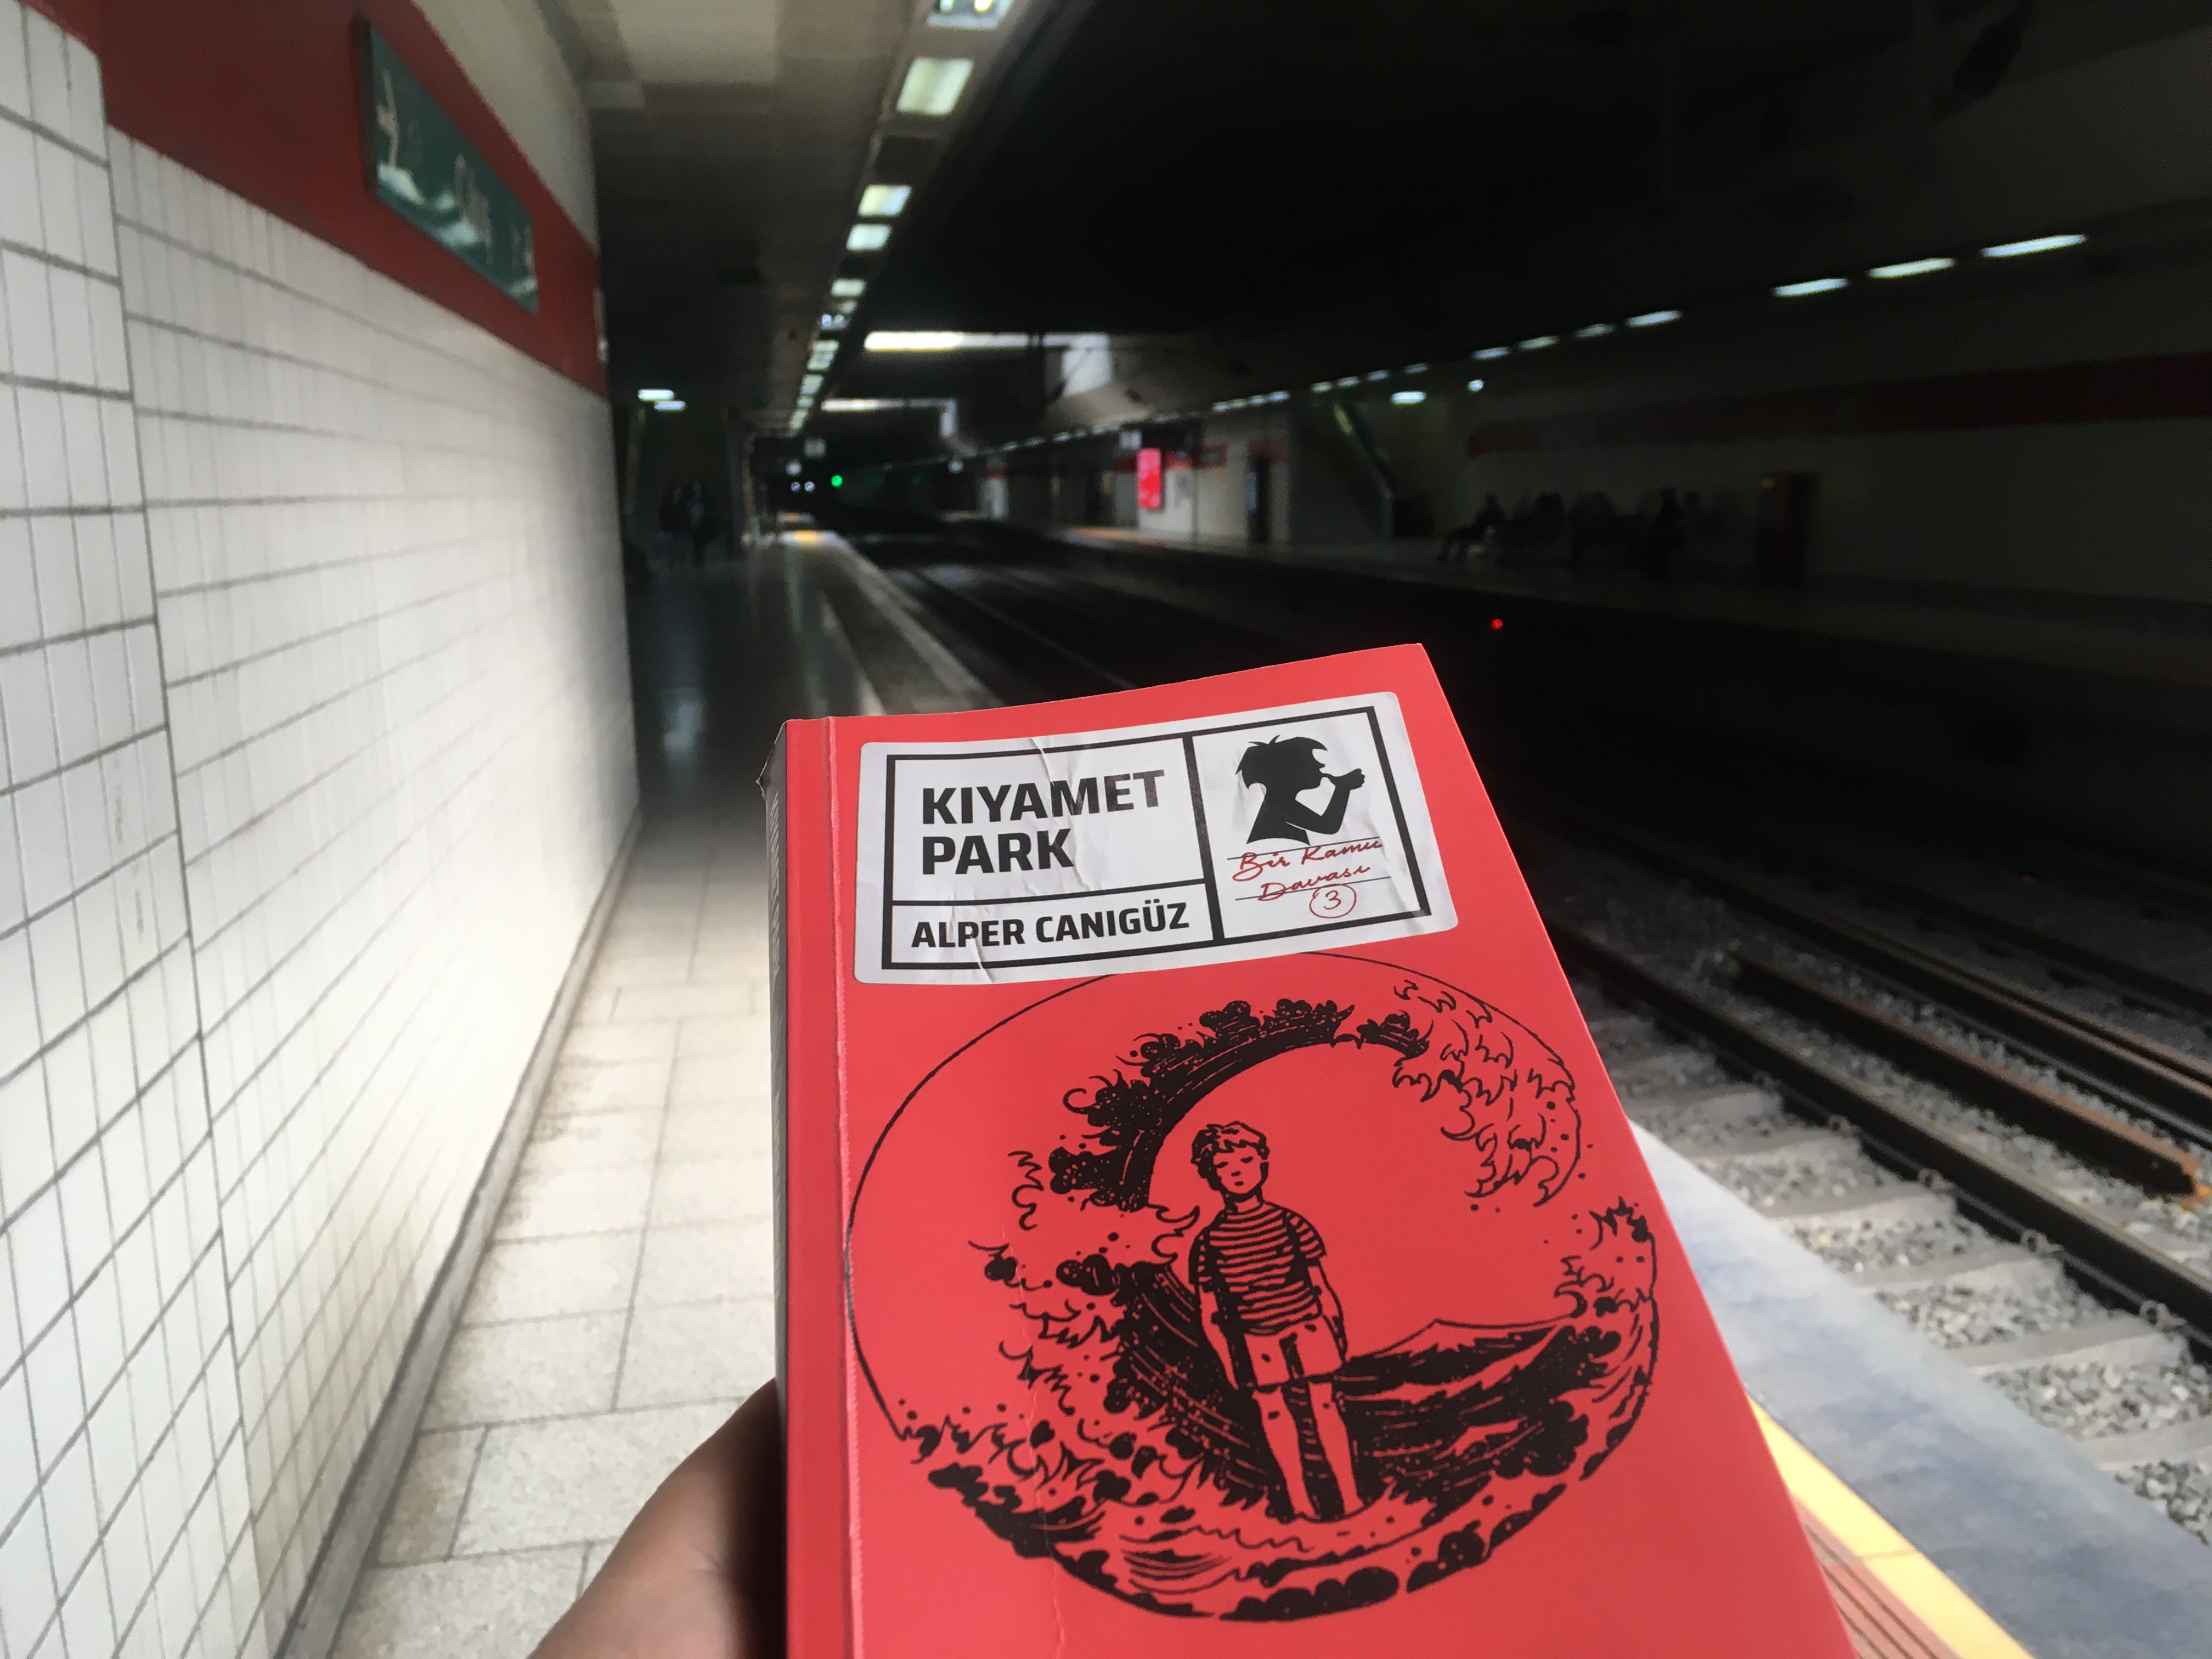 KIYAMET
PARK
ALPER CANIGÜZ
Bir Kamu
Davası
3